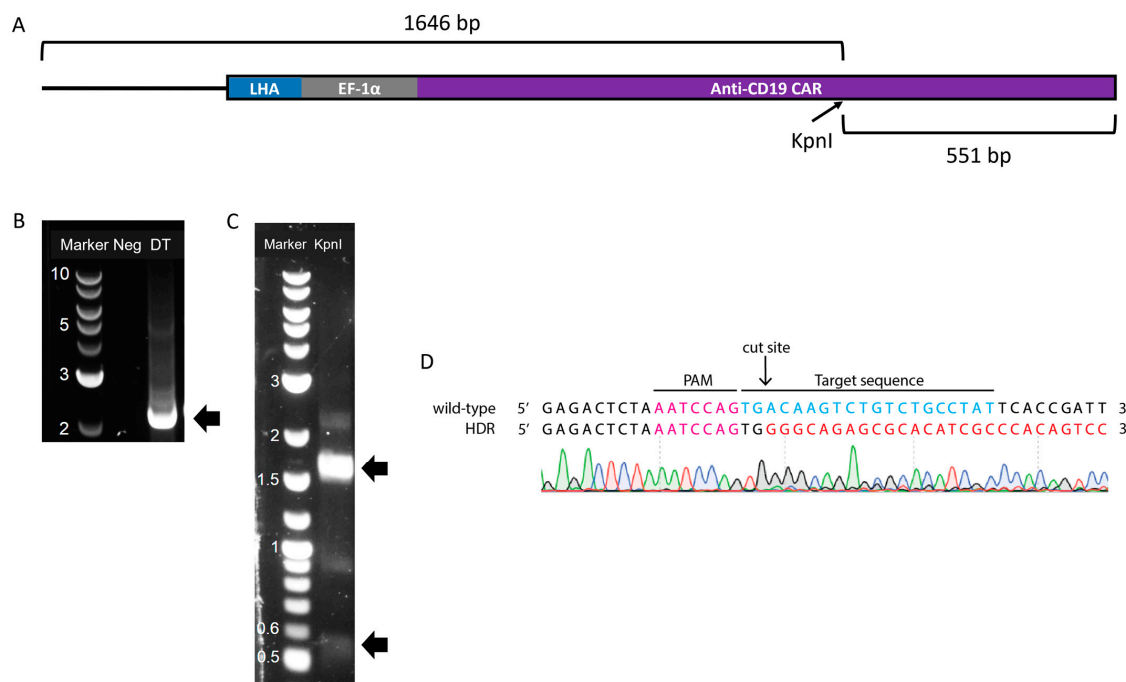 A
1646 bp
LHA
EF-1α
Anti-CD19 CAR
KpnI
551 bp
B
Marker Neg DT
10
5
3
2
C
Marker KpnI
3
2
1.5
1
0.6
0.5
D
cut site
PAM Target sequence
wild-type 5’ GAGACTCTAAATCCAGTGACAAGTCTGTCTGCCTATTCACCGATT 3
HDR 5’ GAGACTCTAAATCCAGTGGGGCAGAGCGCACATCGCCCACAGTCC 3